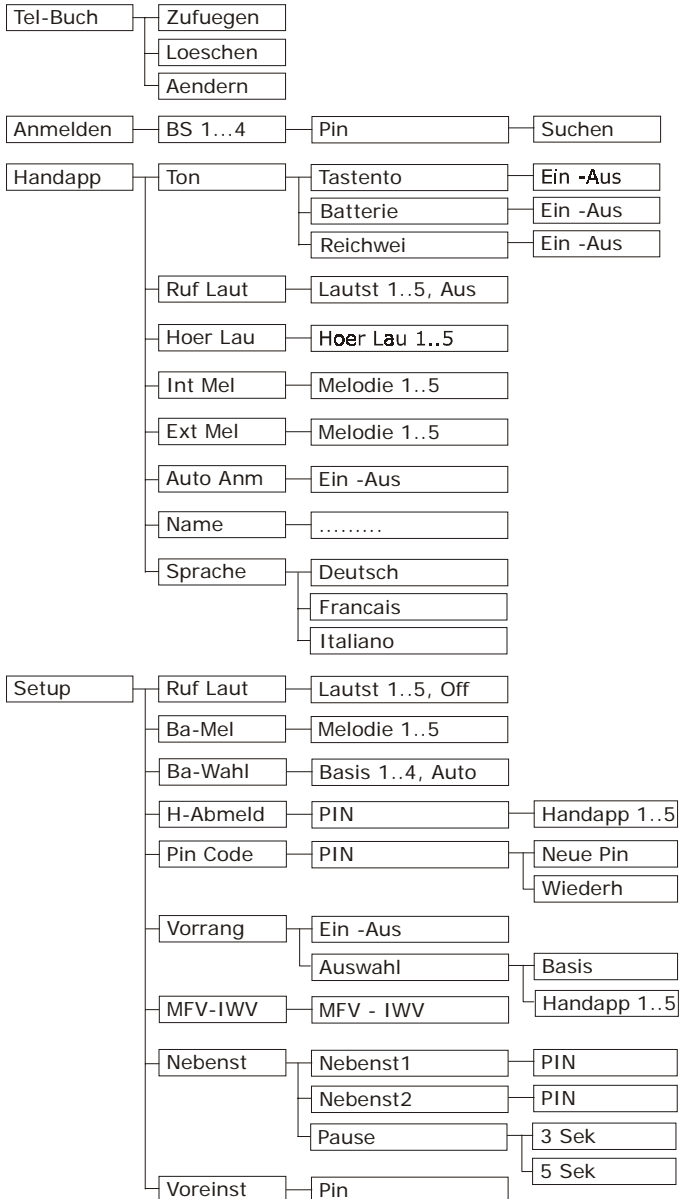 Tel-Buch Zufuegen
Loeschen
Aendern
Anmelden BS 1...4 Pin Suchen
Handapp Ton Tastento Ein -Aus
Batterie Ein -Aus
Reichwei Ein -Aus
Ruf Laut Lautst 1..5, Aus
Hoer Lau Hoer Lau 1..5
Int Mel Melodie 1..5
Ext Mel Melodie 1..5
Auto Anm Ein -Aus
Name .........
Sprache Deutsch
Francais
Italiano
Setup Ruf Laut Lautst 1..5, Off
Ba-Mel Melodie 1..5
Ba-Wahl Basis 1..4, Auto
H-Abmeld PIN Handapp 1..5
Pin Code PIN Neue Pin
Wiederh
Vorrang Ein -Aus
Auswahl Basis
Handapp 1..5
MFV-IWV MFV - IWV
Nebenst Nebenst1 PIN
Nebenst2 PIN
Pause 3 Sek
5 Sek
Voreinst Pin